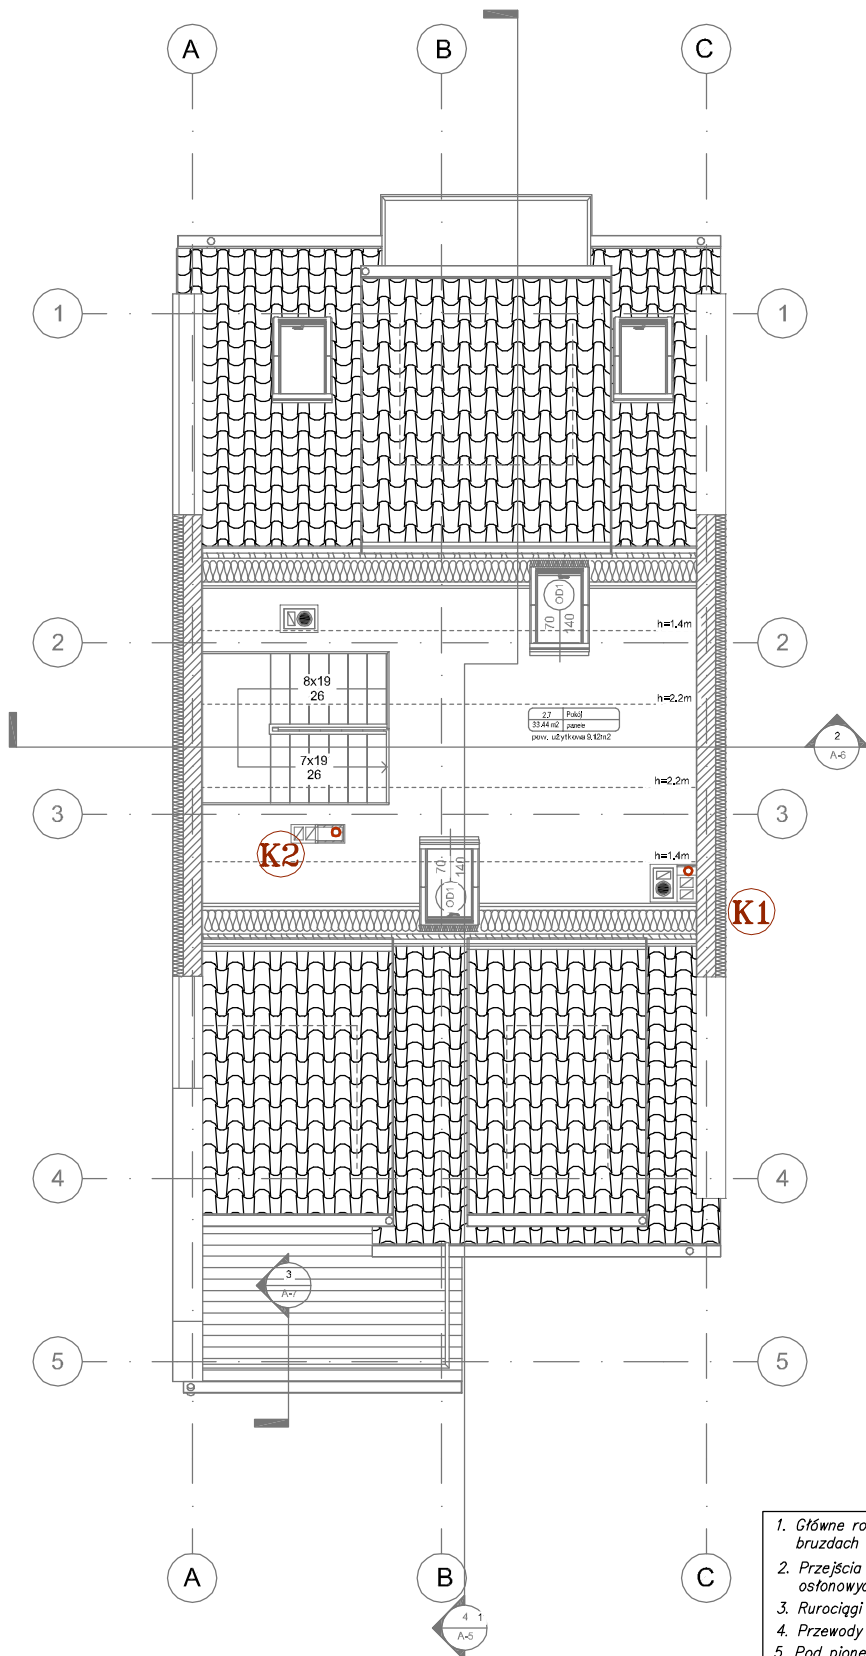 A
B
C
1
1
OD1
70
140
h=1.4m
2
2
8x19
26
h=2.2m
2.7 Pokój
33.44 m2 panele
pow. użytkowa 9.12m2
2
A-6
7x19
26
h=2.2m
3
3
K2
h=1.4m
70
140
OD1
K1
4
4
3
A-7
5
5
A
B
C
4 1
A-5
1. Główne ro
bruzdach
2. Przejścia
osłonowyc
3. Rurociągi
4. Przewody
5. Pod pione